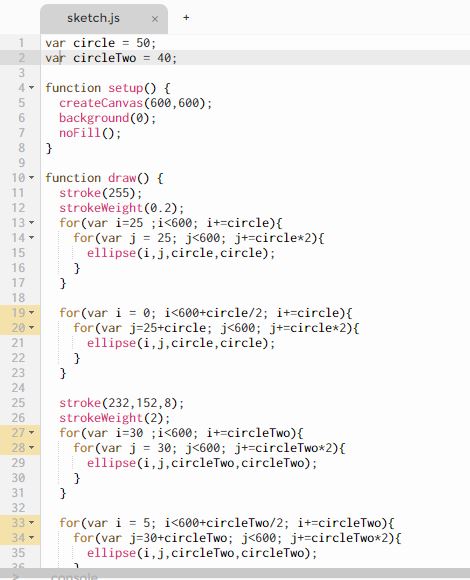 sketch.js × +
1 var circle = 50;
2 var circleTwo = 40;
3
4 function setup() {
5 createCanvas(600,600);
6 background(0);
7 noFill();
8 }
9
10 function draw() {
11 stroke(255);
12 strokeWeight(0.2);
13 for(var i=25 ;i<600; i+=circle){
14 for(var j = 25; j<600; j+=circle*2){
15 ellipse(i,j,circle,circle);
16 }
17 }
18
19 for(var i = 0; i<600+circle/2; i+=circle){
20 for(var j=25+circle; j<600; j+=circle*2){
21 ellipse(i,j,circle,circle);
22 }
23 }
24
25 stroke(232,152,8);
26 strokeWeight(2);
27 for(var i=30 ;i<600; i+=circleTwo){
28 for(var j = 30; j<600; j+=circleTwo*2){
29 ellipse(i,j,circleTwo,circleTwo);
30 }
31 }
32
33 for(var i = 5; i<600+circleTwo/2; i+=circleTwo){
34 for(var j=30+circleTwo; j<600; j+=circleTwo*2){
35 ellipse(i,j,circleTwo,circleTwo);
36 }
> console